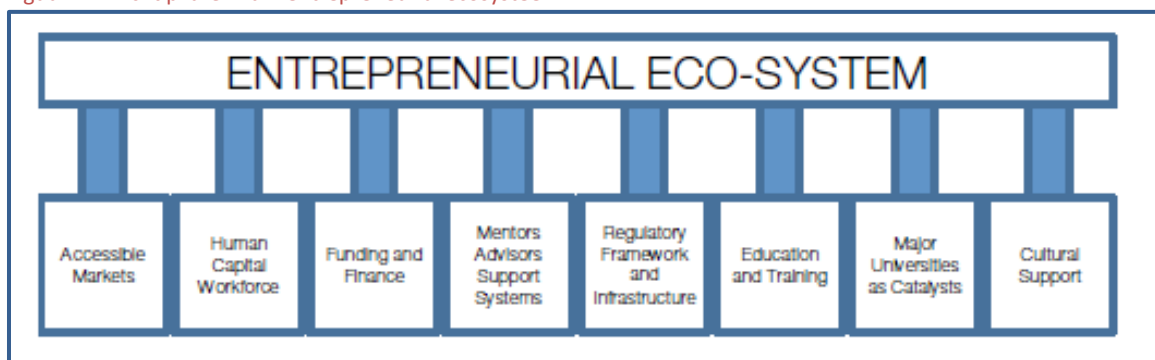 ENTREPRENEURIAL ECO-SYSTEM
Accessible
Markets
Human
Capital
Workforce
Funding and
Finance
Mentors
Advisors
Support
Systems
Regulatory
Framework
and
Infrastructure
Education
and Training
Major
Universities
as Catalysts
Cultural
Support